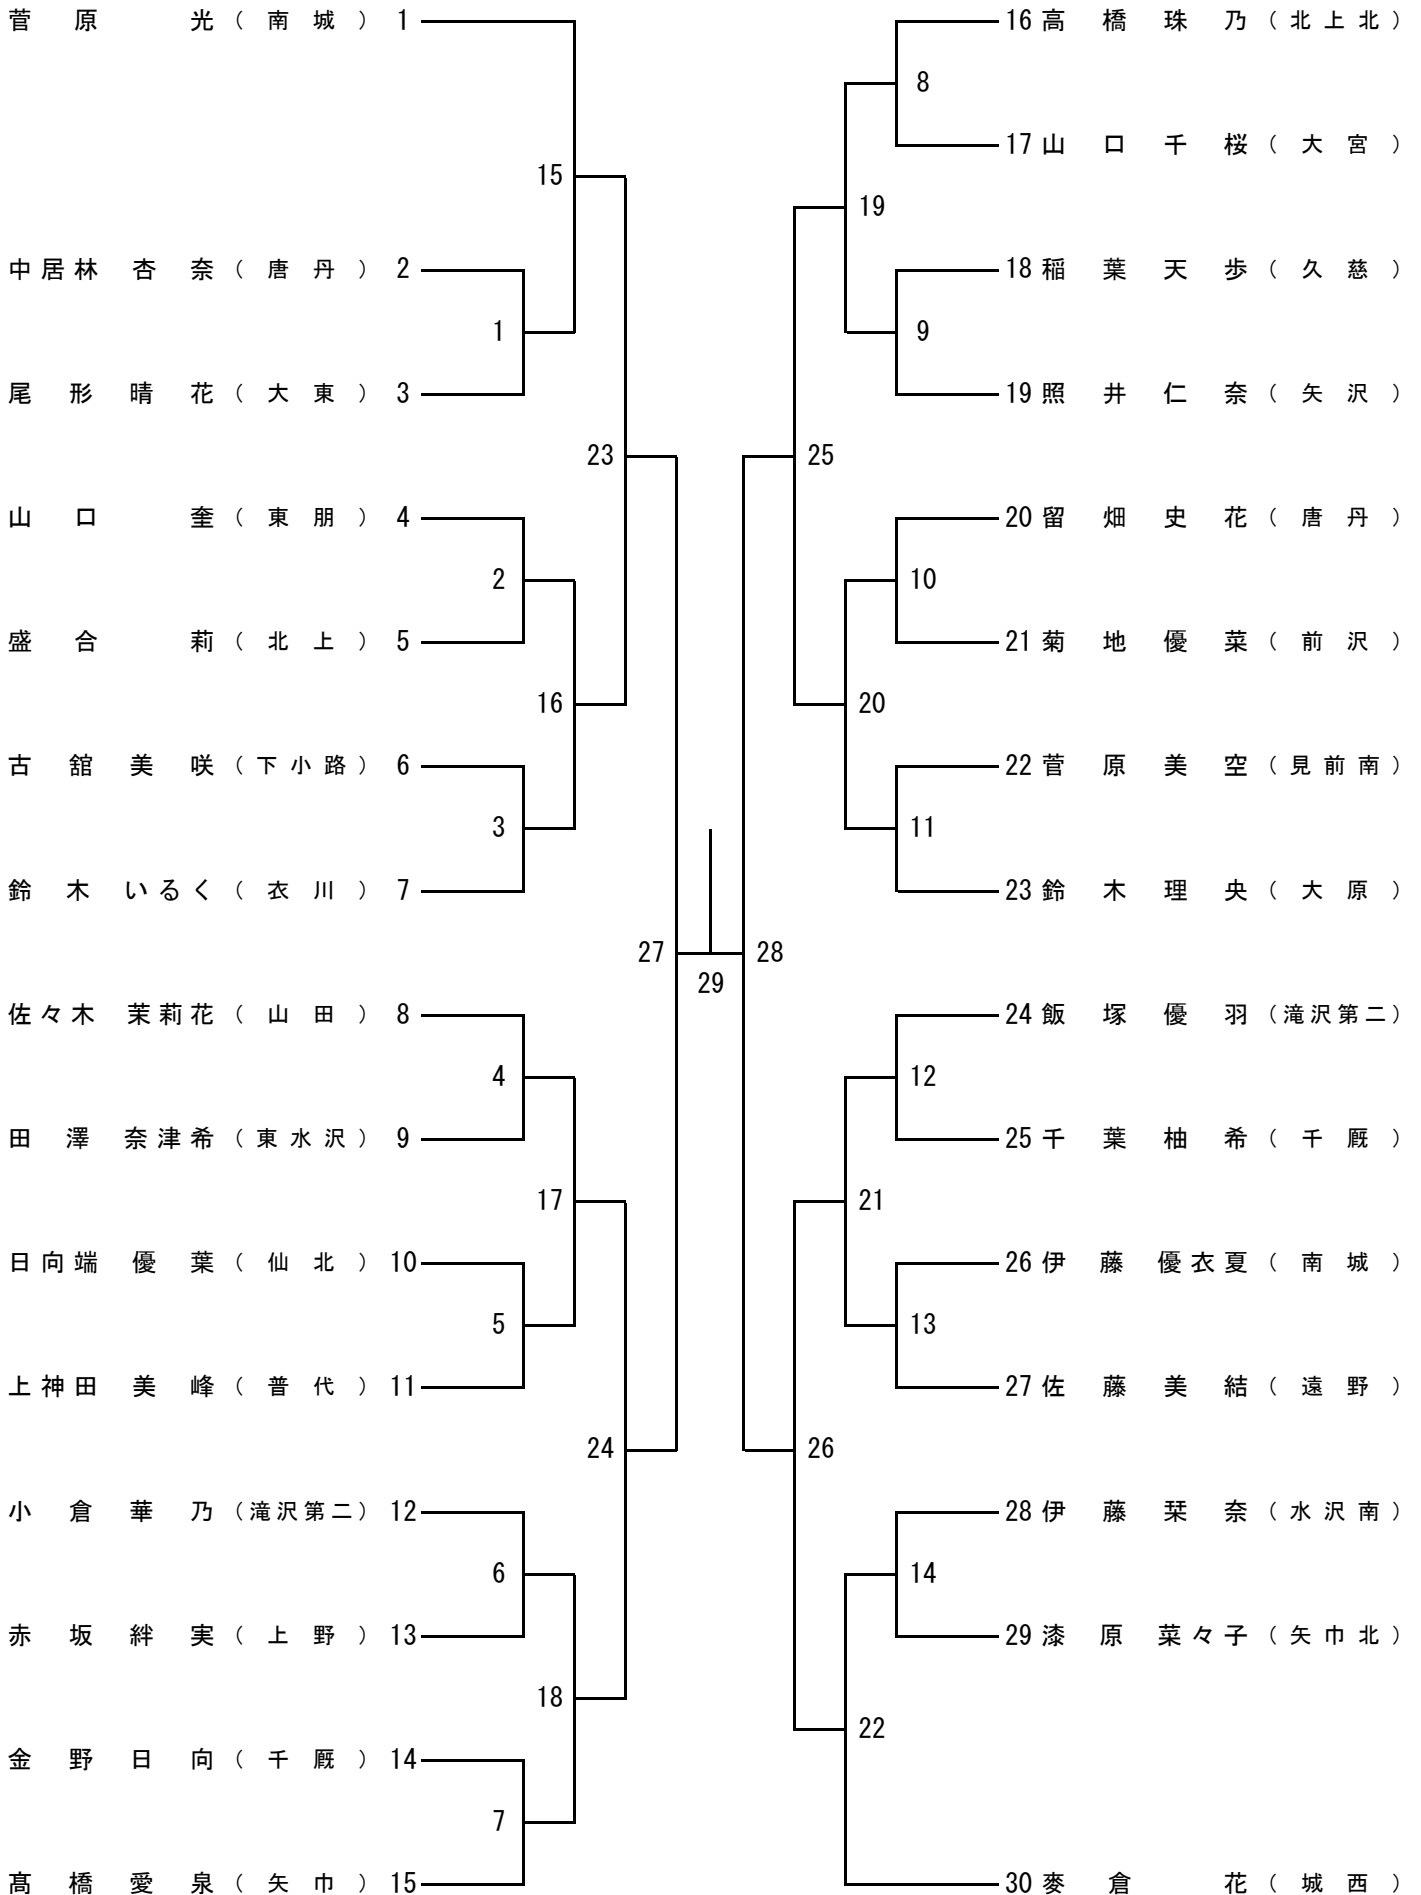 菅原 光（南城）1
15
中居林 杏奈（唐丹）2
1
尾形 晴花（大東）3
23
山口 奎（東朋）4
2
盛合 莉（北上）5
16
古舘 美咲（下小路）6
3
鈴木 いるく（衣川）7
27
佐々木 茉莉花（山田）8
4
田澤 奈津希（東水沢）9
17
日向端 優葉（仙北）10
5
上神田 美峰（普代）11
24
小倉 華乃（滝沢第二）12
6
赤坂 絆実（上野）13
18
金野 日向（千厩）14
7
髙橋 愛泉（矢巾）15
29
16 高橋珠乃（北上北）
8
17 山口千桜（大宮）
19
18 稲葉天歩（久慈）
9
19 照井仁奈（矢沢）
25
20 留畑史花（唐丹）
10
21 菊地優菜（前沢）
20
22 菅原美空（見前南）
11
23 鈴木理央（大原）
28
24 飯塚優羽（滝沢第二）
12
25 千葉柚希（千厩）
21
26 伊藤優衣夏（南城）
13
27 佐藤美結（遠野）
26
28 伊藤栞奈（水沢南）
14
29 漆原菜々子（矢巾北）
22
30 麥倉花（城西）